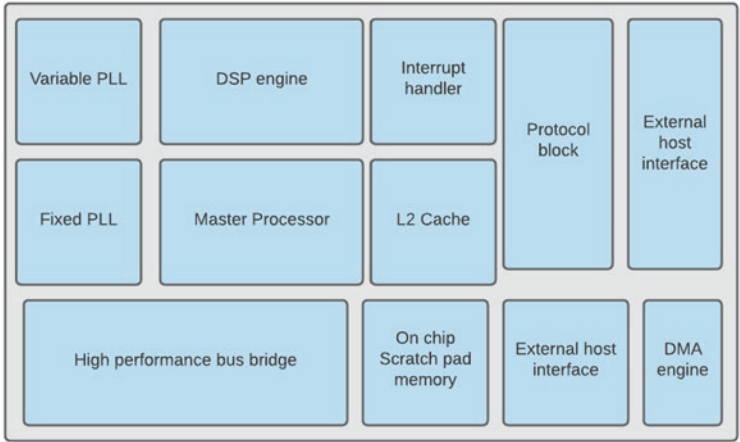 Variable PLL
DSP engine
Interrupt
handler
Protocol
block
External
host
interface
Fixed PLL
Master Processor
L2 Cache
High performance bus bridge
On chip
Scratch pad
memory
External host
interface
DMA
engine